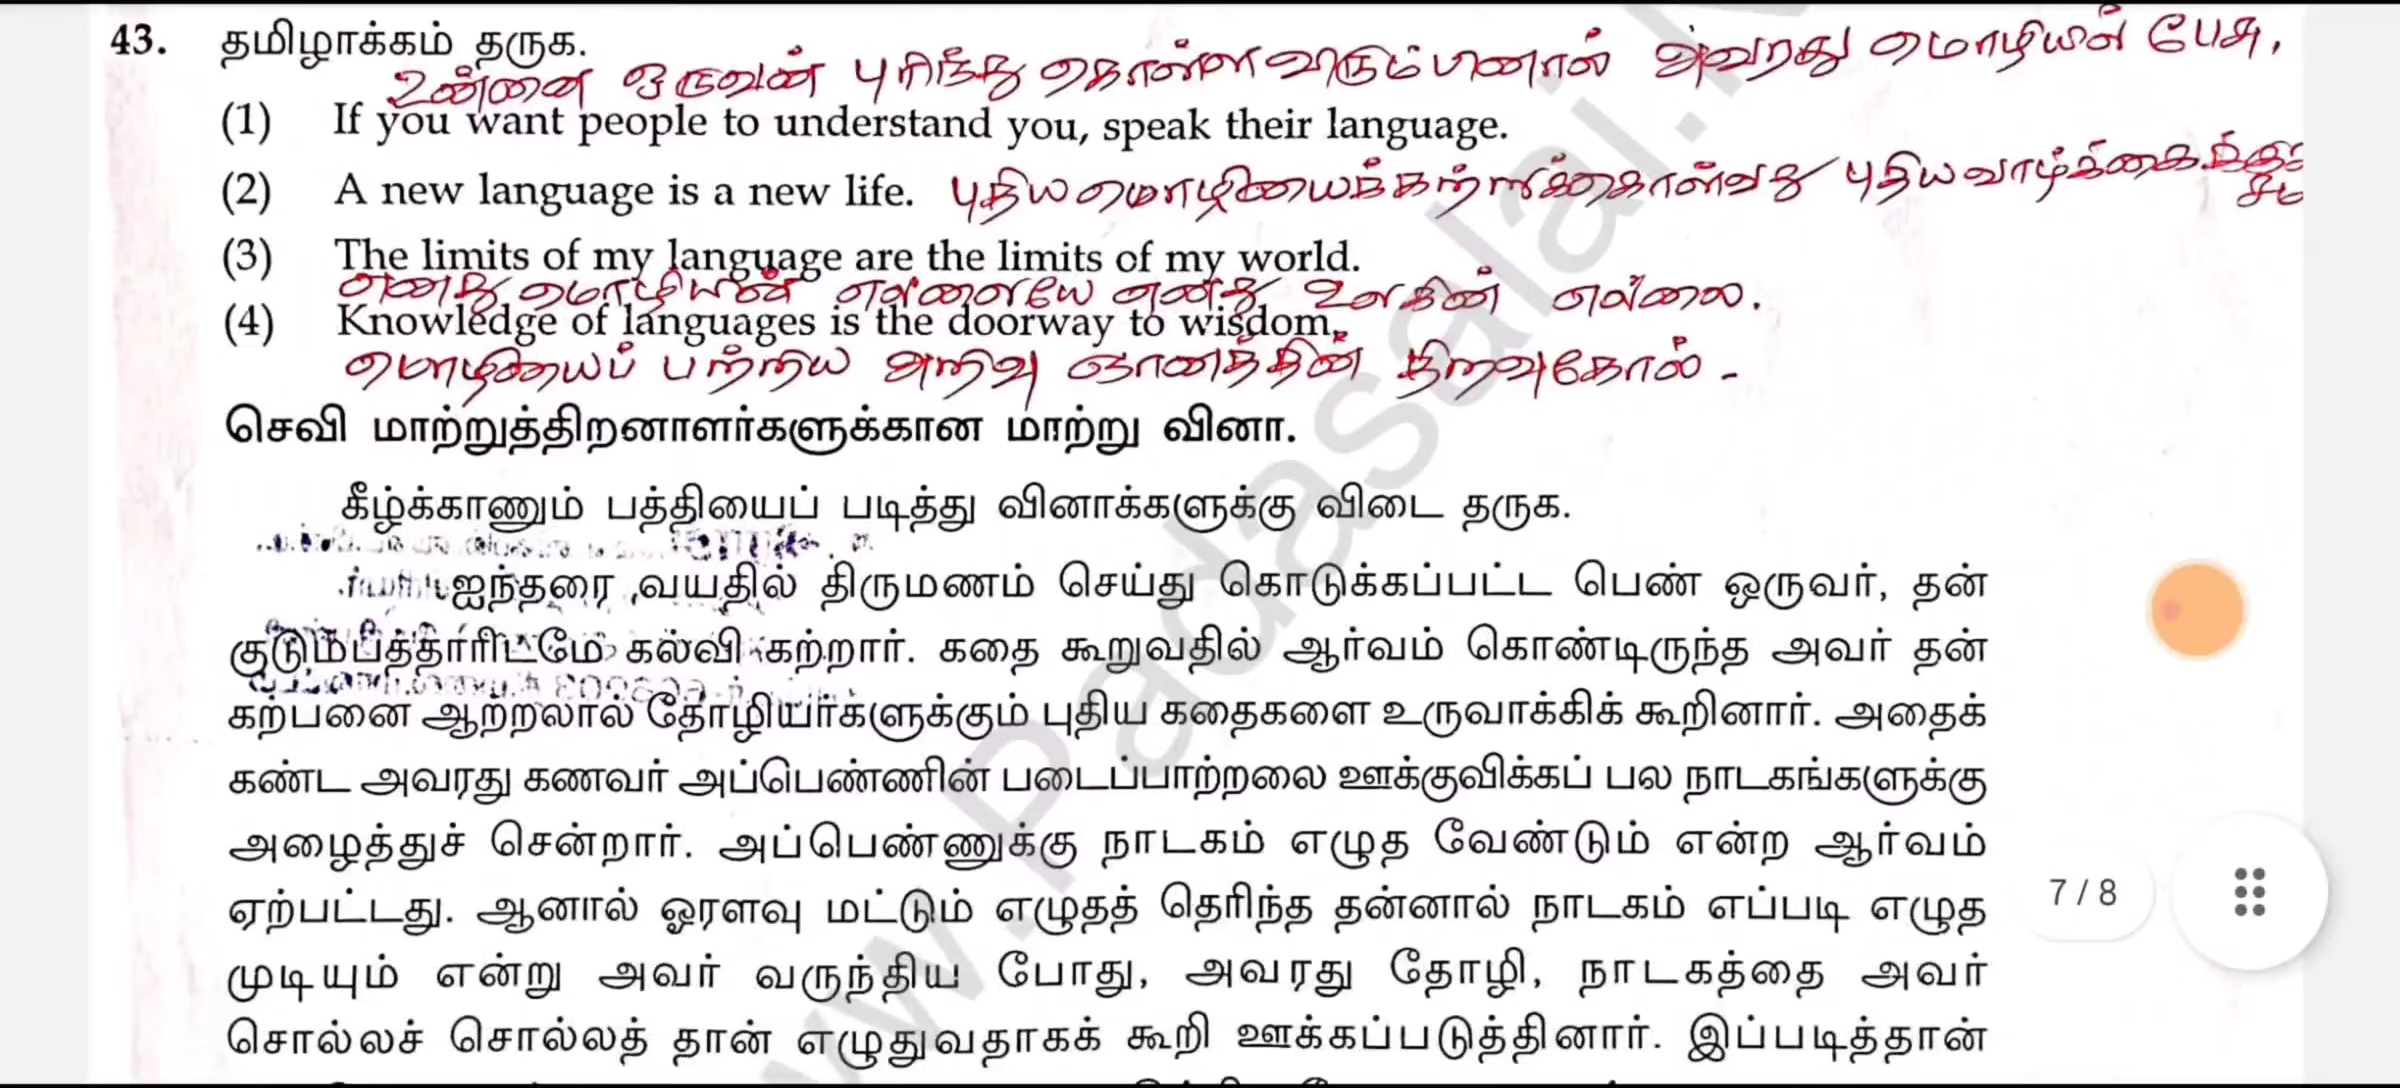 43. தமிழாக்கம் தருக.
உன்னை ஒருவன் புரிந்து கொள்ள விரும்பினால் அவரது மொழியில் பேசு,
(1) If you want people to understand you, speak their language.
(2) A new language is a new life. புதிய மொழியைக் கற்றுக்கொள்வது புதிய வாழ்க்கைக்கு
(3) The limits of my language are the limits of my world.
எனது மொழியின் எல்லையே எனது உலகின் எல்லை.
(4) Knowledge of languages is the doorway to wisdom.
மொழியைப் பற்றிய அறிவு ஞானத்தின் திறவுகோல் -
செவி மாற்றுத்திறனாளர்களுக்கான மாற்று வினா.
கீழ்க்காணும் பத்தியைப் படித்து வினாக்களுக்கு விடை தருக.
ஐந்தரை வயதில் திருமணம் செய்து கொடுக்கப்பட்ட பெண் ஒருவர், தன்
குடும்பத்தாரிடமே கல்வி கற்றார். கதை கூறுவதில் ஆர்வம் கொண்டிருந்த அவர் தன்
கற்பனை ஆற்றலால் தோழியர்களுக்கும் புதிய கதைகளை உருவாக்கிக் கூறினார். அதைக்
கண்ட அவரது கணவர் அப்பெண்ணின் படைப்பாற்றலை ஊக்குவிக்கப் பல நாடகங்களுக்கு
அழைத்துச் சென்றார். அப்பெண்ணுக்கு நாடகம் எழுத வேண்டும் என்ற ஆர்வம்
ஏற்பட்டது. ஆனால் ஓரளவு மட்டும் எழுதத் தெரிந்த தன்னால் நாடகம் எப்படி எழுத
7 / 8
முடியும் என்று அவர் வருந்திய போது, அவரது தோழி, நாடகத்தை அவர்
சொல்லச் சொல்லத் தான் எழுதுவதாகக் கூறி ஊக்கப்படுத்தினார். இப்படித்தான்
www.Padasalai.N